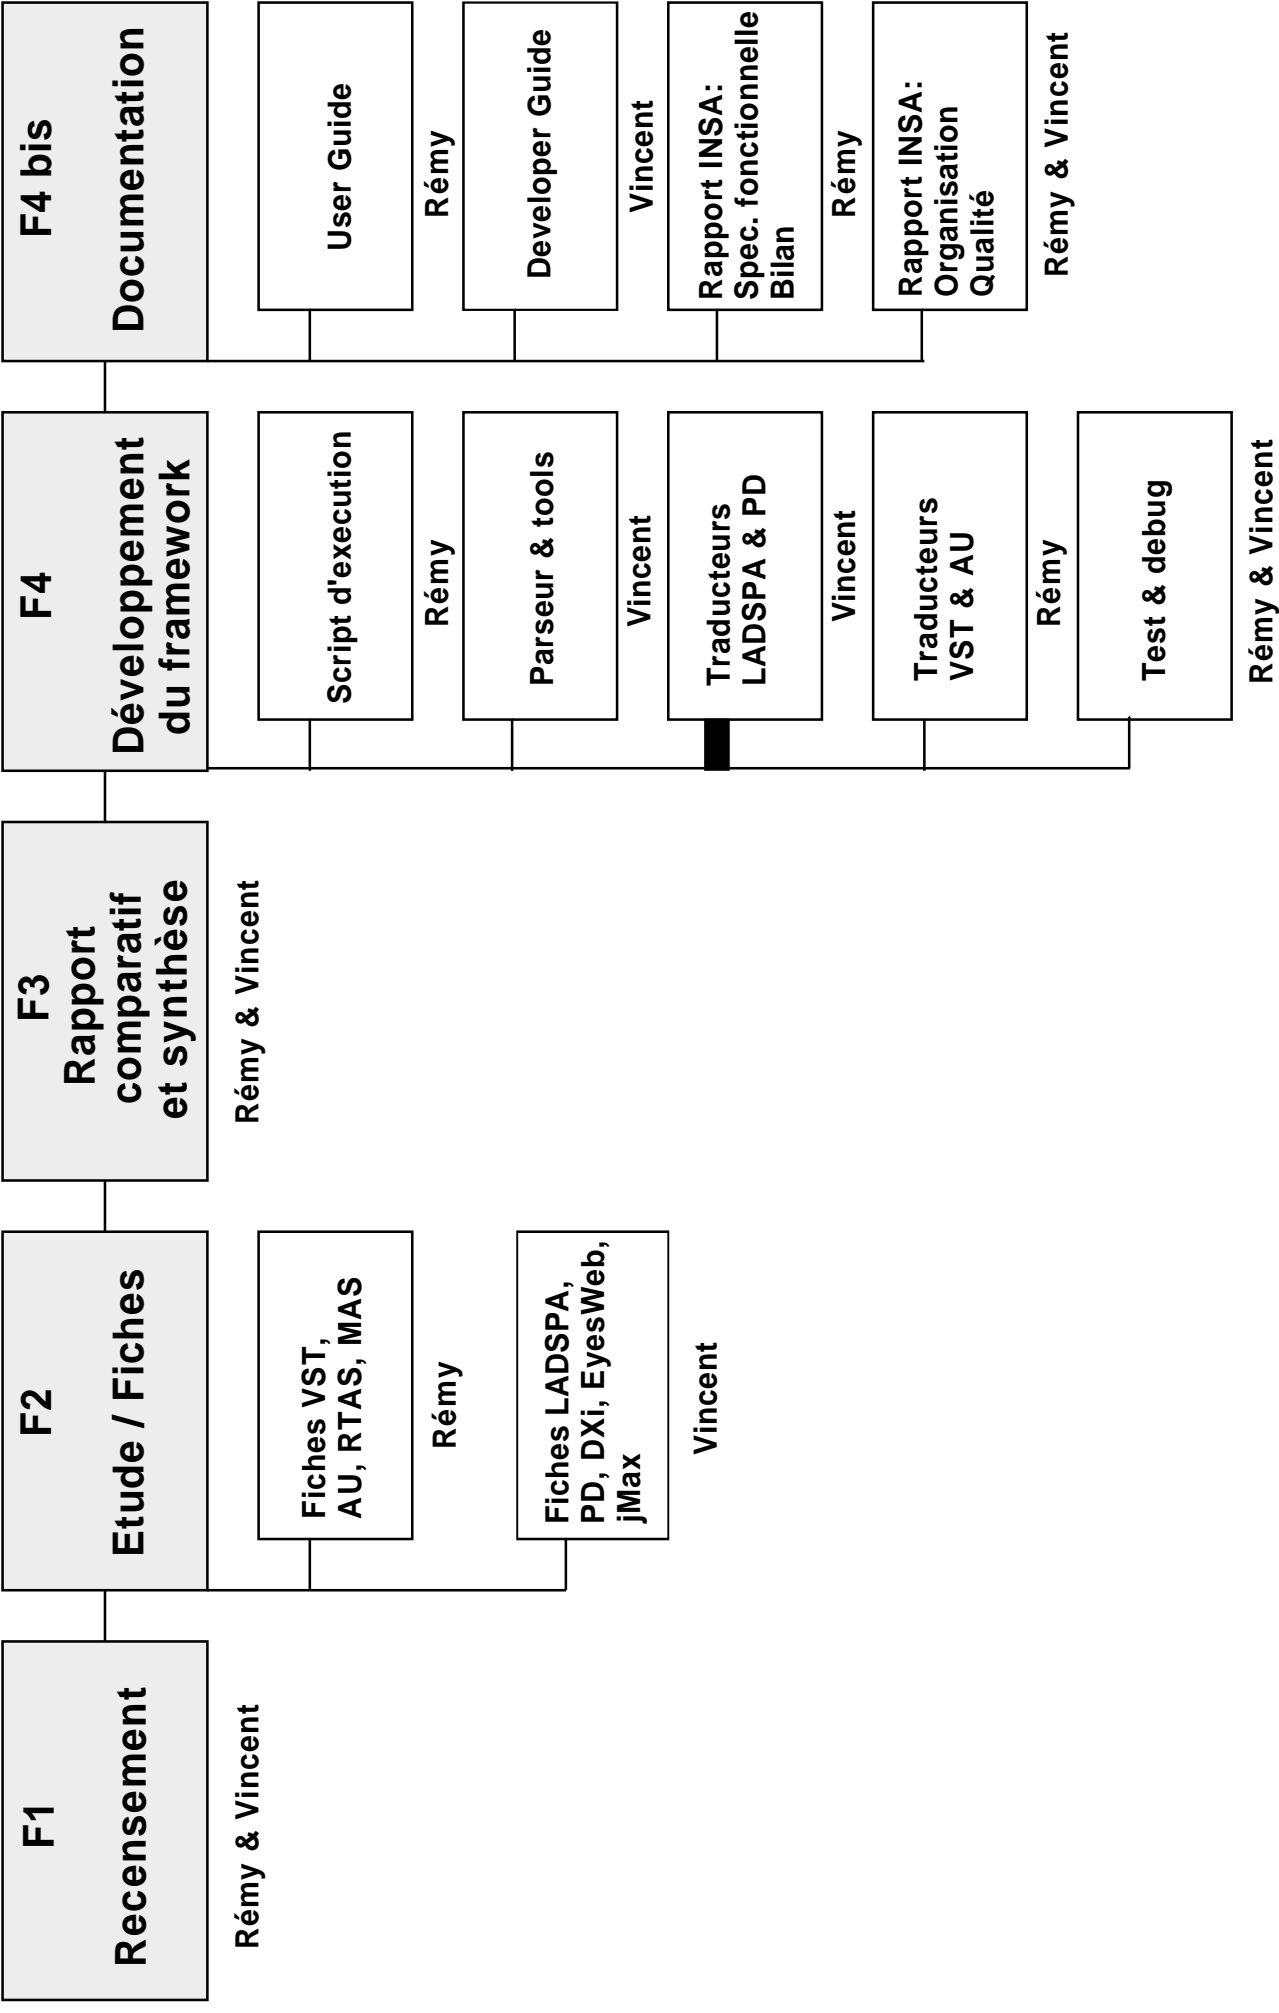 F1
Recensement
Rémy & Vincent
F2
Etude / Fiches
Fiches VST,
AU, RTAS, MAS
Rémy
Fiches LADSPA,
PD, DXi, EyesWeb,
jMax
Vincent
F3
Rapport
comparatif
et synthèse
Rémy & Vincent
F4
Développement
du framework
Script d'execution
Rémy
Parseur & tools
Vincent
Traducteurs
LADSPA & PD
Vincent
Traducteurs
VST & AU
Rémy
Test & debug
Rémy & Vincent
F4 bis
Documentation
User Guide
Rémy
Developer Guide
Vincent
Rapport INSA:
Spec. fonctionnelle
Bilan
Rémy
Rapport INSA:
Organisation
Qualité
Rémy & Vincent